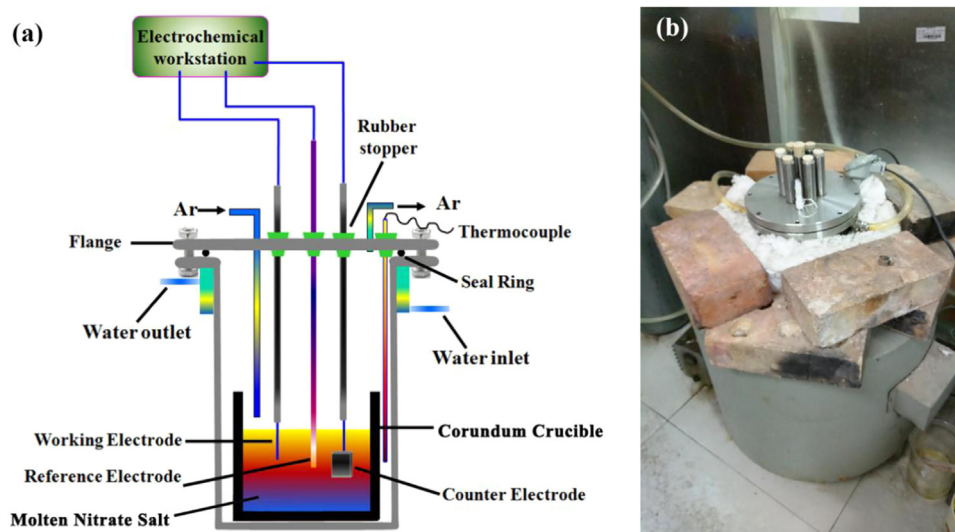 (a)
Electrochemical
workstation
Rubber
stopper
Ar
Ar
Flange
Thermocouple
Seal Ring
Water outlet
Water inlet
Working Electrode
Corundum Crucible
Reference Electrode
Counter Electrode
Molten Nitrate Salt
(b)